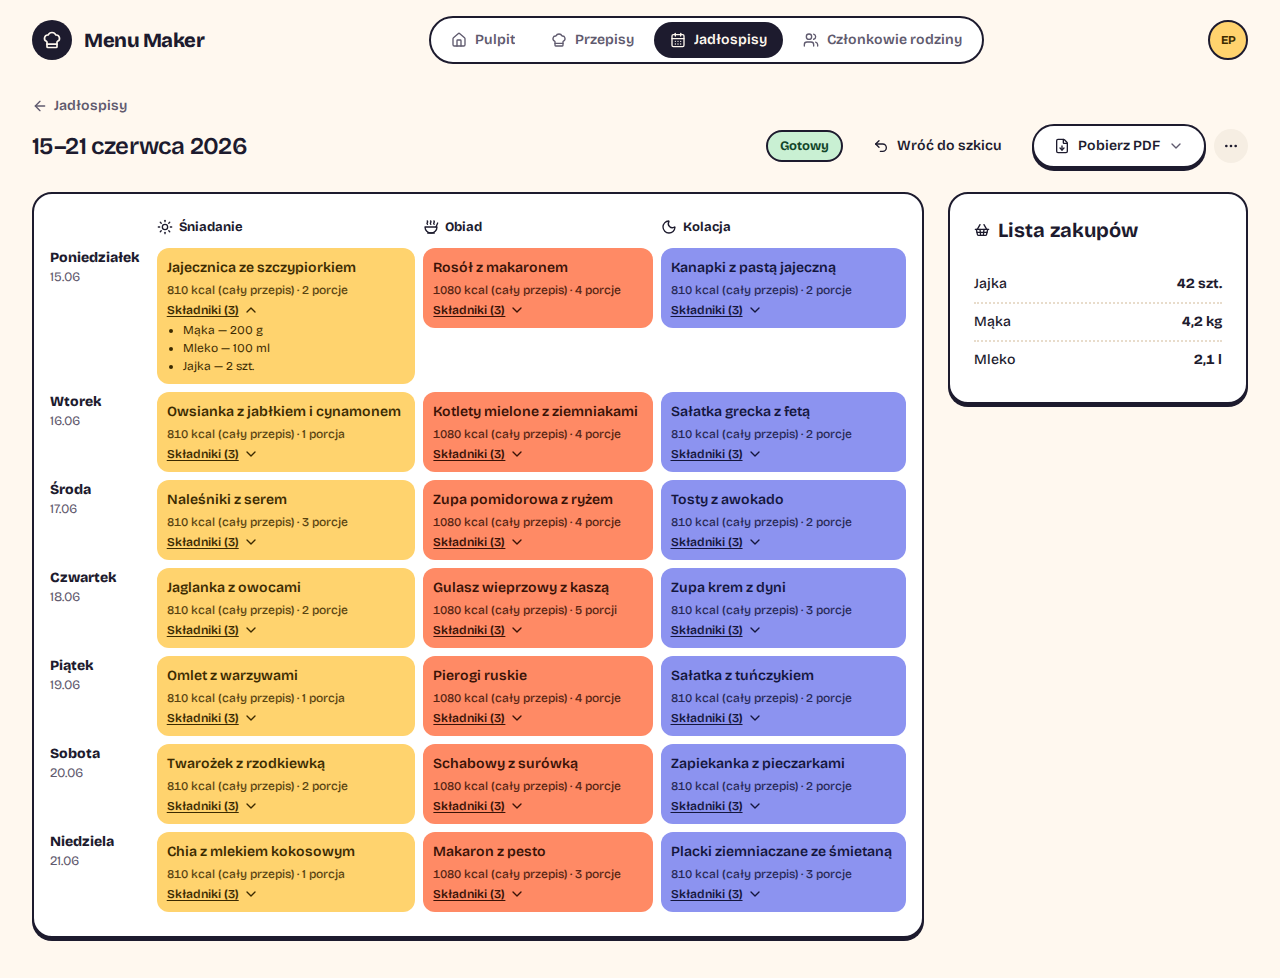 Menu Maker
Pulpit
Przepisy
Jadłospisy
Członkowie rodziny
EP
Jadłospisy
15–21 czerwca 2026
Gotowy
Wróć do szkicu
Pobierz PDF
Śniadanie
Obiad
Kolacja
Poniedziałek
15.06
Jajecznica ze szczypiorkiem
810 kcal (cały przepis) · 2 porcje
Składniki (3)
• Mąka — 200 g
• Mleko — 100 ml
• Jajka — 2 szt.
Rosół z makaronem
1080 kcal (cały przepis) · 4 porcje
Składniki (3)
Kanapki z pastą jajeczną
810 kcal (cały przepis) · 2 porcje
Składniki (3)
Wtorek
16.06
Owsianka z jabłkiem i cynamonem
810 kcal (cały przepis) · 1 porcja
Składniki (3)
Kotlety mielone z ziemniakami
1080 kcal (cały przepis) · 4 porcje
Składniki (3)
Sałatka grecka z fetą
810 kcal (cały przepis) · 2 porcje
Składniki (3)
Środa
17.06
Naleśniki z serem
810 kcal (cały przepis) · 3 porcje
Składniki (3)
Zupa pomidorowa z ryżem
1080 kcal (cały przepis) · 4 porcje
Składniki (3)
Tosty z awokado
810 kcal (cały przepis) · 2 porcje
Składniki (3)
Czwartek
18.06
Jaglanka z owocami
810 kcal (cały przepis) · 2 porcje
Składniki (3)
Gulasz wieprzowy z kaszą
1080 kcal (cały przepis) · 5 porcji
Składniki (3)
Zupa krem z dyni
810 kcal (cały przepis) · 3 porcje
Składniki (3)
Piątek
19.06
Omlet z warzywami
810 kcal (cały przepis) · 1 porcja
Składniki (3)
Pierogi ruskie
1080 kcal (cały przepis) · 4 porcje
Składniki (3)
Sałatka z tuńczykiem
810 kcal (cały przepis) · 2 porcje
Składniki (3)
Sobota
20.06
Twarożek z rzodkiewką
810 kcal (cały przepis) · 2 porcje
Składniki (3)
Schabowy z surówką
1080 kcal (cały przepis) · 4 porcje
Składniki (3)
Zapiekanka z pieczarkami
810 kcal (cały przepis) · 2 porcje
Składniki (3)
Niedziela
21.06
Chia z mlekiem kokosowym
810 kcal (cały przepis) · 1 porcja
Składniki (3)
Makaron z pesto
1080 kcal (cały przepis) · 3 porcje
Składniki (3)
Placki ziemniaczane ze śmietaną
810 kcal (cały przepis) · 3 porcje
Składniki (3)
Lista zakupów
Jajka 42 szt.
Mąka 4,2 kg
Mleko 2,1 l